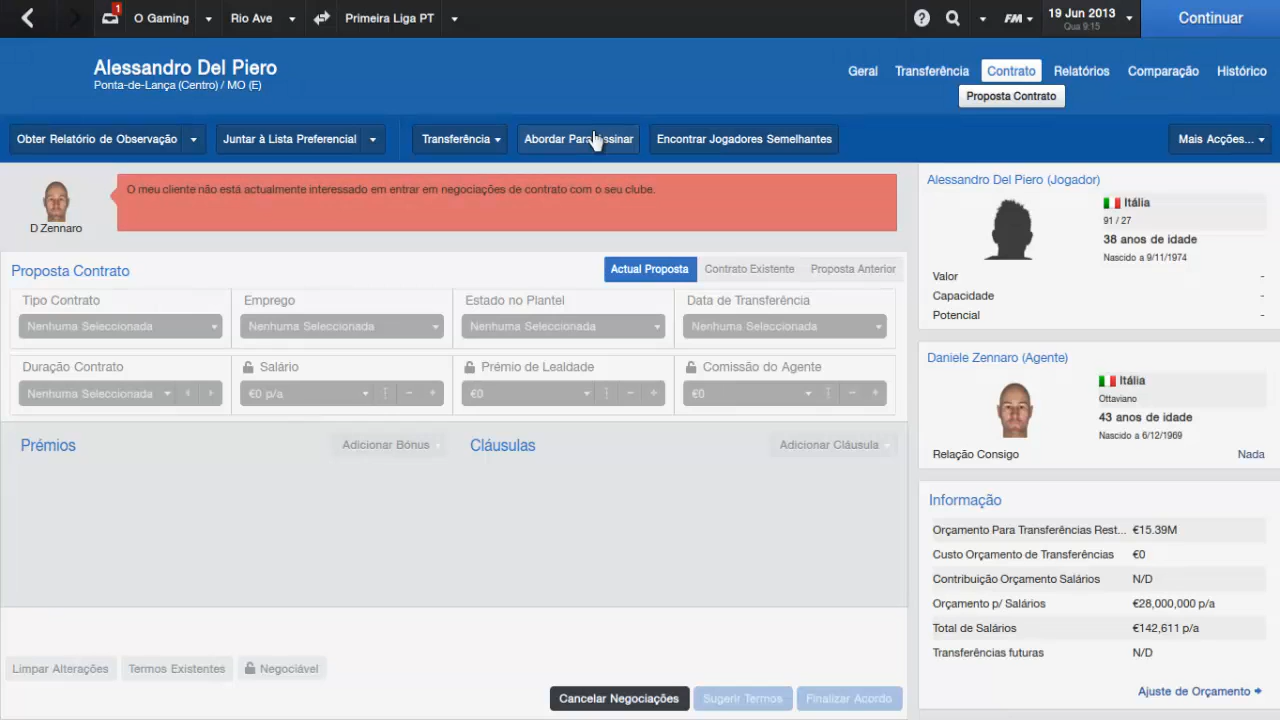 1
O Gaming
Rio Ave
Primeira Liga PT
FM
19 Jun 2013
Qua 9:15
Continuar
Alessandro Del Piero
Ponta-de-Lança (Centro) / MO (E)
Geral
Transferência
Contrato
Relatórios
Comparação
Histórico
Proposta Contrato
Obter Relatório de Observação
Juntar à Lista Preferencial
Transferência
Abordar Para Assinar
Encontrar Jogadores Semelhantes
Mais Acções...
O meu cliente não está actualmente interessado em entrar em negociações de contrato com o seu clube.
D Zennaro
Proposta Contrato
Actual Proposta
Contrato Existente
Proposta Anterior
Tipo Contrato
Emprego
Estado no Plantel
Data de Transferência
Nenhuma Seleccionada
Nenhuma Seleccionada
Nenhuma Seleccionada
Nenhuma Seleccionada
Duração Contrato
Salário
Prémio de Lealdade
Comissão do Agente
Nenhuma Seleccionada
€0 p/a
€0
€0
Prémios
Adicionar Bónus
Cláusulas
Adicionar Cláusula
Limpar Alterações
Termos Existentes
Negociável
Cancelar Negociações
Sugerir Termos
Finalizar Acordo
Alessandro Del Piero (Jogador)
Itália
91 / 27
38 anos de idade
Nascido a 9/11/1974
Valor -
Capacidade -
Potencial -
Daniele Zennaro (Agente)
Itália
Ottaviano
43 anos de idade
Nascido a 6/12/1969
Relação Consigo Nada
Informação
Orçamento Para Transferências Rest... €15.39M
Custo Orçamento de Transferências €0
Contribuição Orçamento Salários N/D
Orçamento p/ Salários €28,000,000 p/a
Total de Salários €142,611 p/a
Transferências futuras N/D
Ajuste de Orçamento